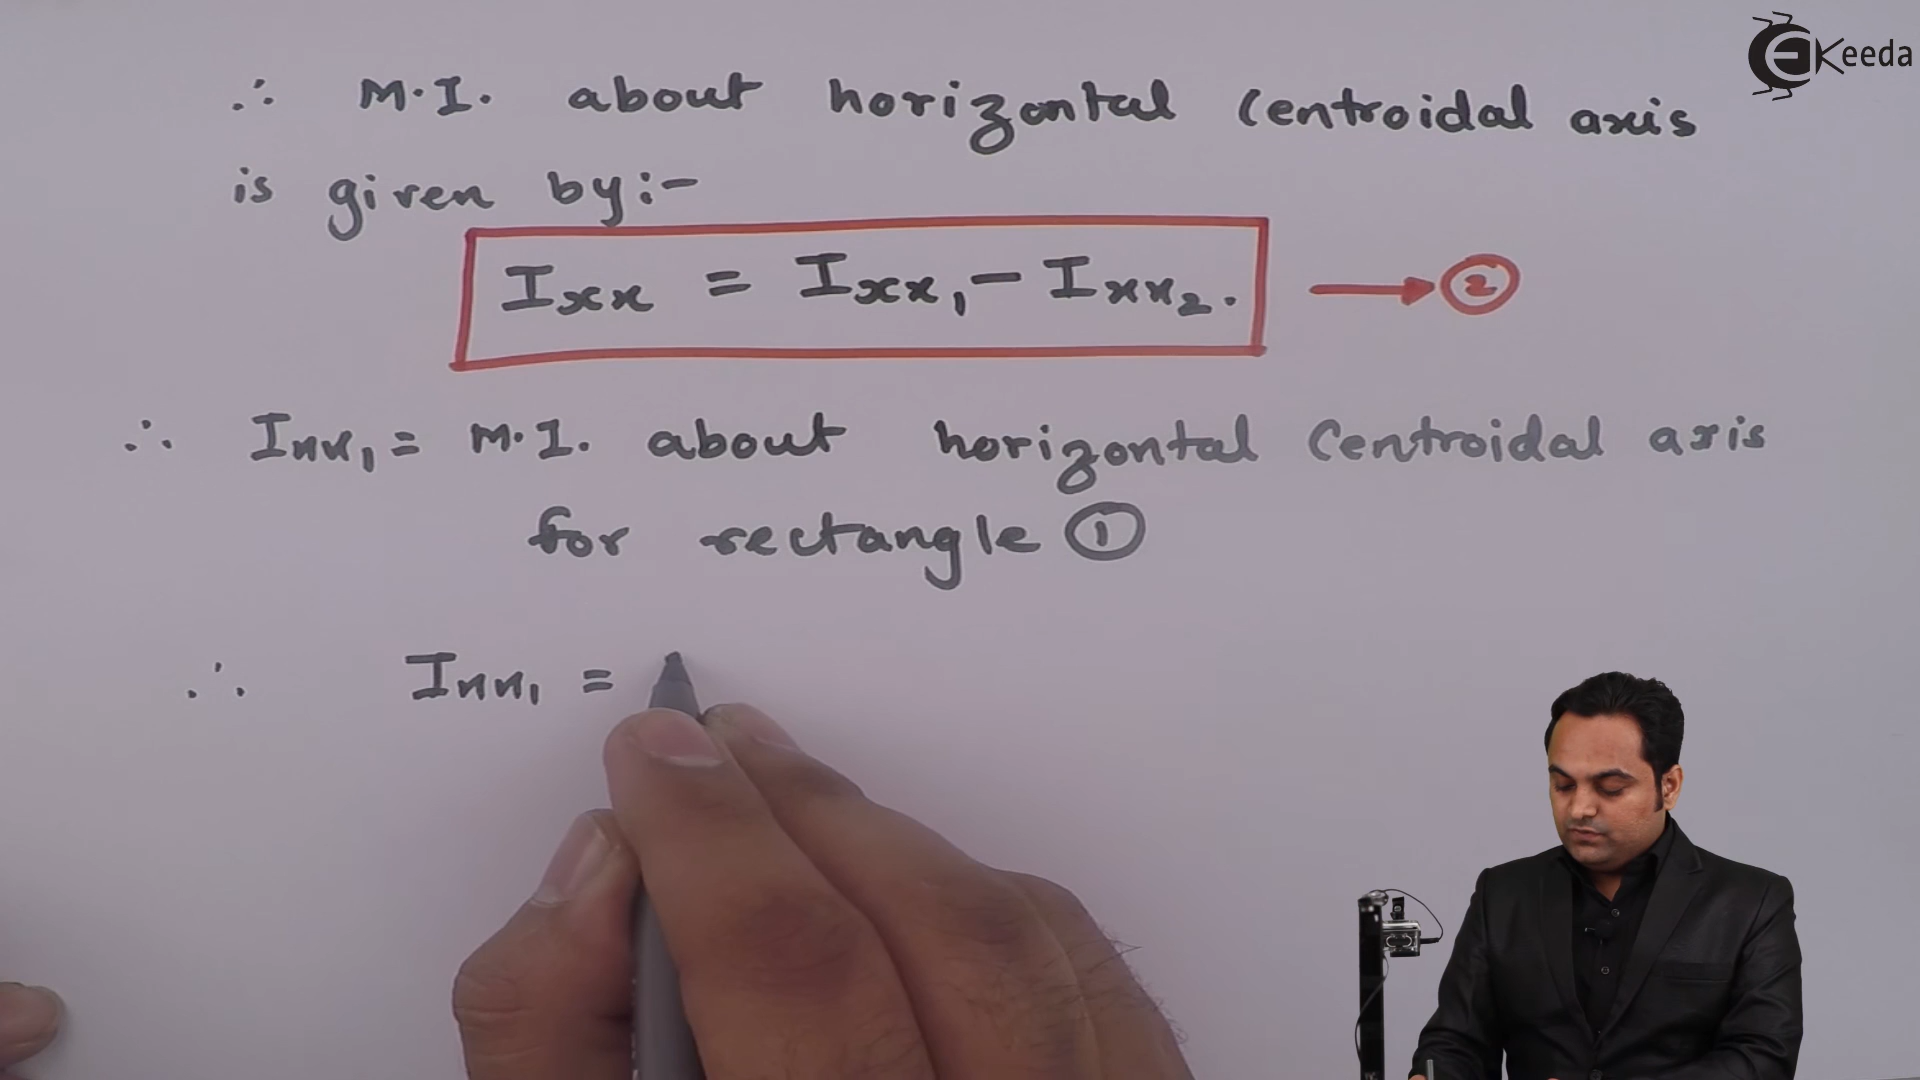 EKeeda
∴ M.I. about horizontal centroidal axis
is given by:-
Ixx = Ixx₁ - Ixx₂. → ②
∴ Ixx₁ = M.I. about horizontal centroidal axis
for rectangle ①
∴ Ixx₁ =